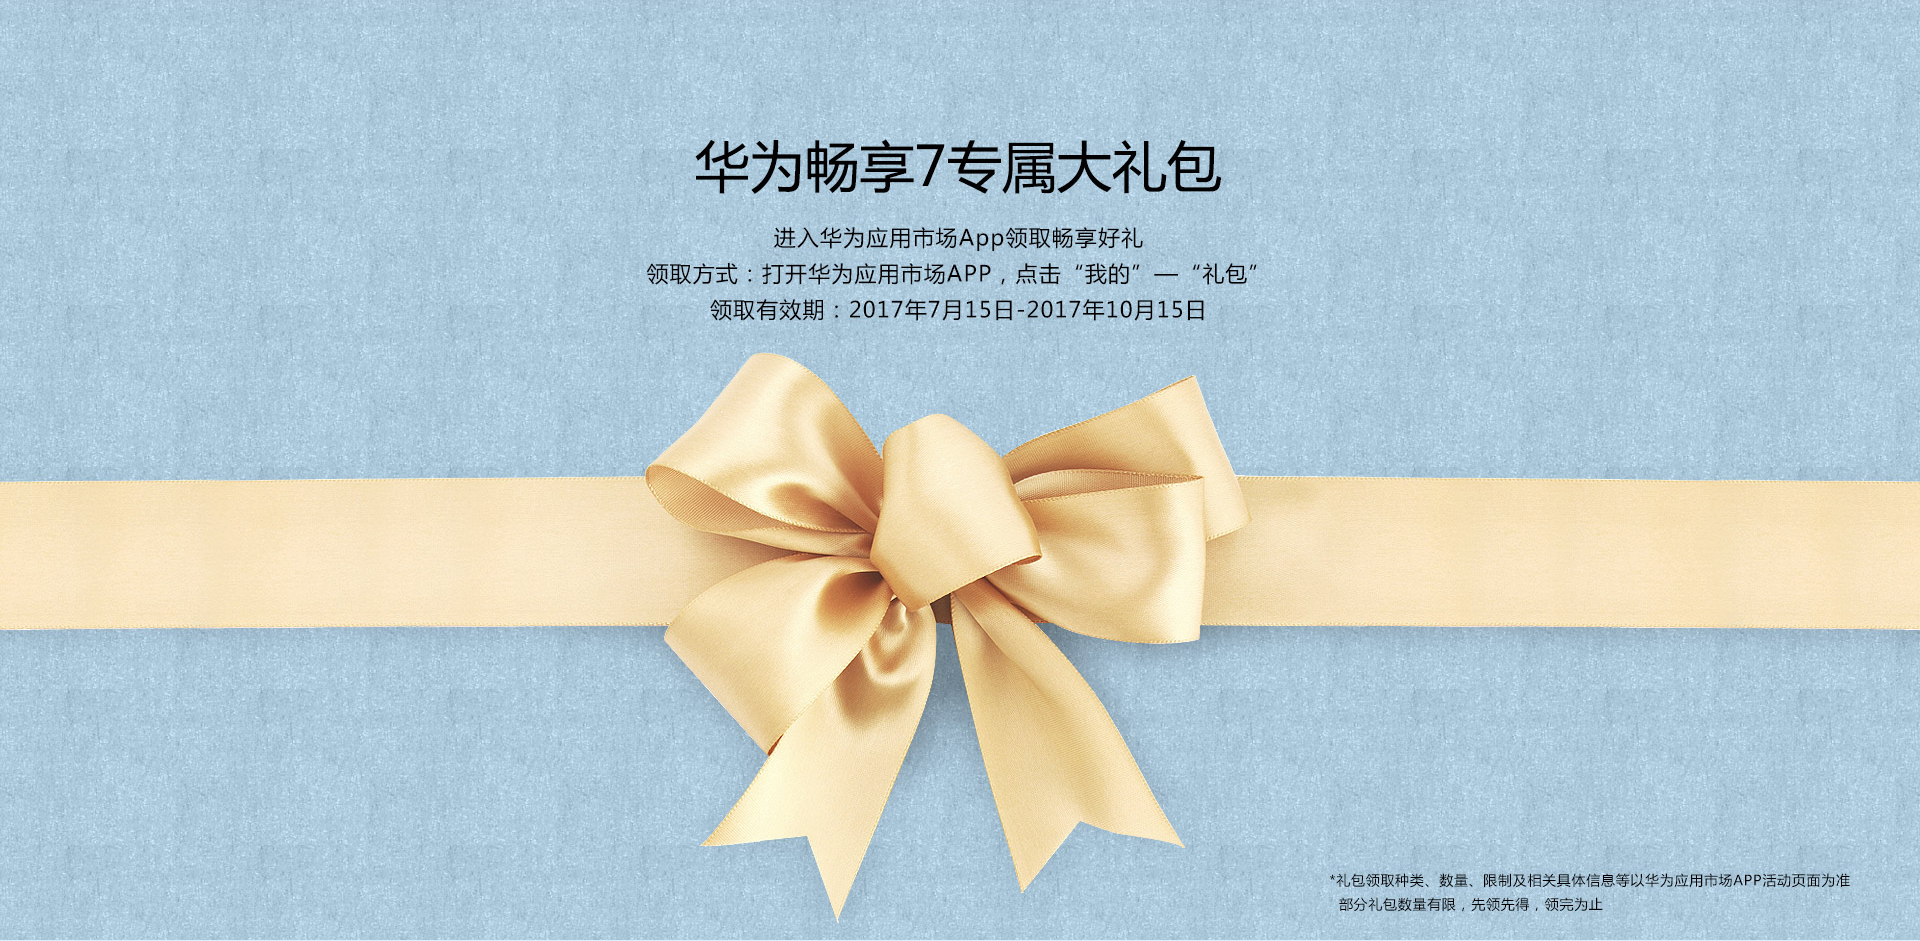 华为畅享7专属大礼包
进入华为应用市场App领取畅享好礼
领取方式：打开华为应用市场APP，点击“我的”—“礼包”
领取有效期：2017年7月15日-2017年10月15日
*礼包领取种类、数量、限制及相关具体信息等以华为应用市场APP活动页面为准
部分礼包数量有限，先领先得，领完为止